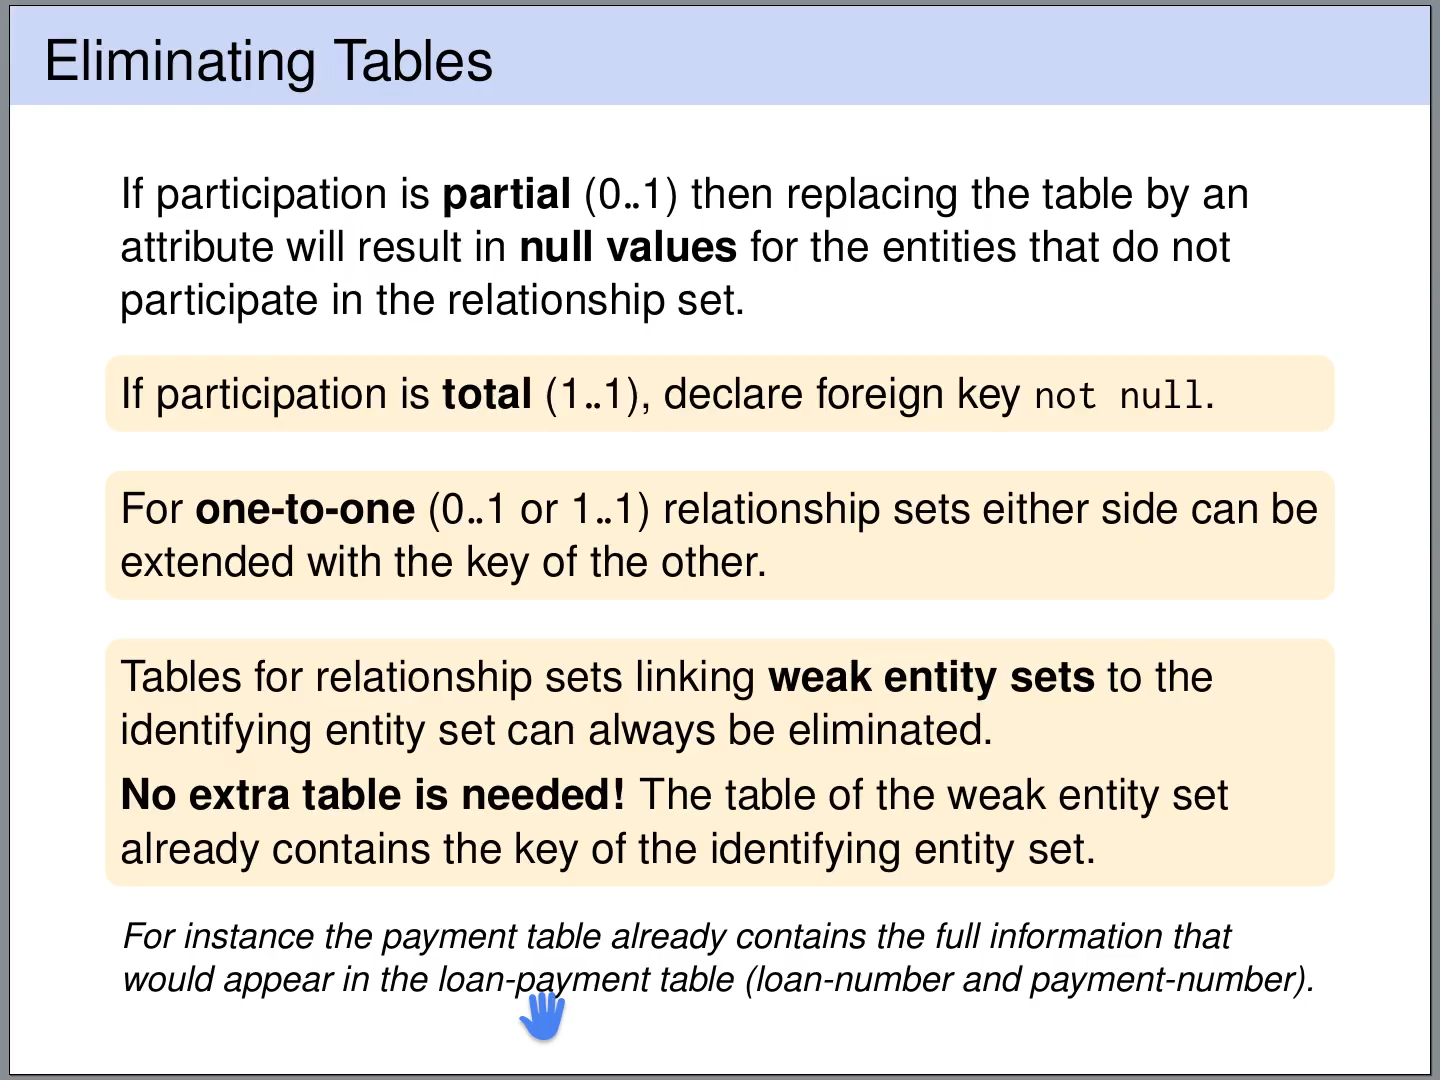 Eliminating Tables
If participation is partial (0..1) then replacing the table by an
attribute will result in null values for the entities that do not
participate in the relationship set.
If participation is total (1..1), declare foreign key not null.
For one-to-one (0..1 or 1..1) relationship sets either side can be
extended with the key of the other.
Tables for relationship sets linking weak entity sets to the
identifying entity set can always be eliminated.
No extra table is needed! The table of the weak entity set
already contains the key of the identifying entity set.
For instance the payment table already contains the full information that
would appear in the loan-payment table (loan-number and payment-number).